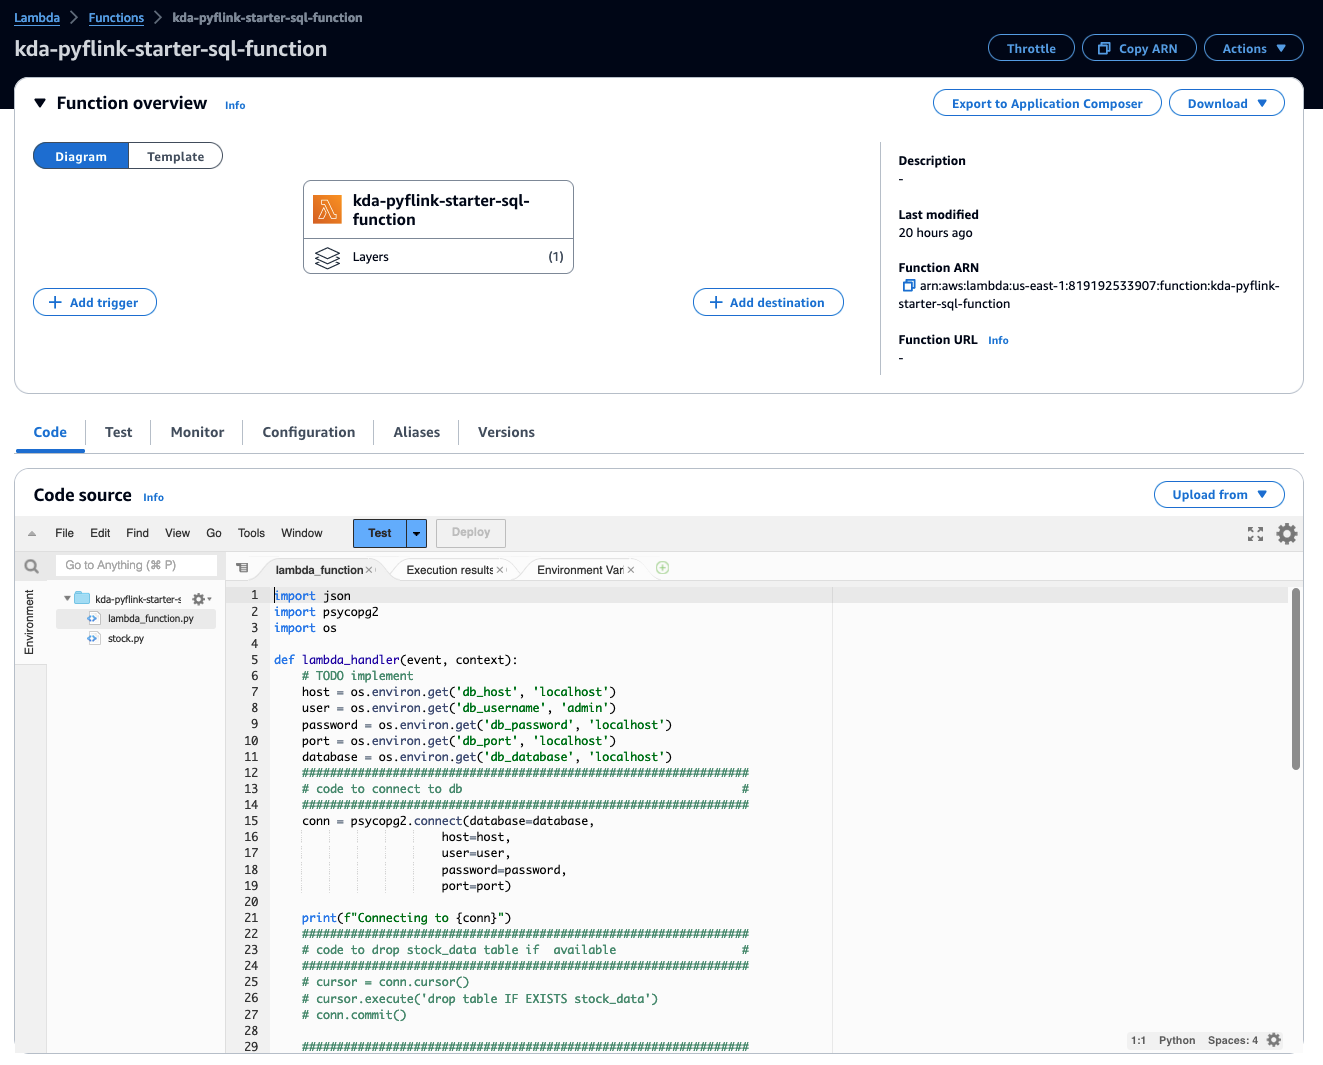 Lambda > Functions > kda-pyflink-starter-sql-function
kda-pyflink-starter-sql-function
Throttle
Copy ARN
Actions
Function overview Info
Export to Application Composer
Download
Diagram
Template
kda-pyflink-starter-sql-
function
Layers (1)
Add trigger
Add destination
Description
-
Last modified
20 hours ago
Function ARN
arn:aws:lambda:us-east-1:819192533907:function:kda-pyflink-
starter-sql-function
Function URL Info
-
Code
Test
Monitor
Configuration
Aliases
Versions
Code source Info
Upload from
File Edit Find View Go Tools Window
Test
Deploy
Go to Anything (⌘ P)
Environment
kda-pyflink-starter-s
lambda_function.py
stock.py
lambda_function
Execution results
Environment Var
1 import json
2 import psycopg2
3 import os
4
5 def lambda_handler(event, context):
6     # TODO implement
7     host = os.environ.get('db_host', 'localhost')
8     user = os.environ.get('db_username', 'admin')
9     password = os.environ.get('db_password', 'localhost')
10     port = os.environ.get('db_port', 'localhost')
11     database = os.environ.get('db_database', 'localhost')
12     ################################################################
13     # code to connect to db                                        #
14     ################################################################
15     conn = psycopg2.connect(database=database,
16                         host=host,
17                         user=user,
18                         password=password,
19                         port=port)
20
21     print(f"Connecting to {conn}")
22     ################################################################
23     # code to drop stock_data table if  available                  #
24     ################################################################
25     # cursor = conn.cursor()
26     # cursor.execute('drop table IF EXISTS stock_data')
27     # conn.commit()
28
29     ################################################################
1:1 Python Spaces: 4